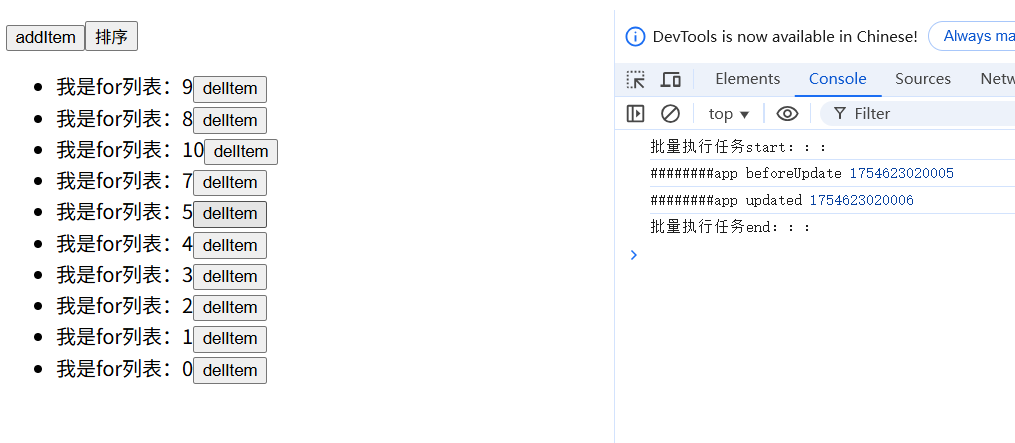 addItem 排序
我是for列表：9 delItem
我是for列表：8 delItem
我是for列表：10 delItem
我是for列表：7 delItem
我是for列表：5 delItem
我是for列表：4 delItem
我是for列表：3 delItem
我是for列表：2 delItem
我是for列表：1 delItem
我是for列表：0 delItem
DevTools is now available in Chinese! Always ma
Elements Console Sources Netw
top Filter
批量执行任务start：：：
########app beforeUpdate 1754623020005
########app updated 1754623020006
批量执行任务end：：：